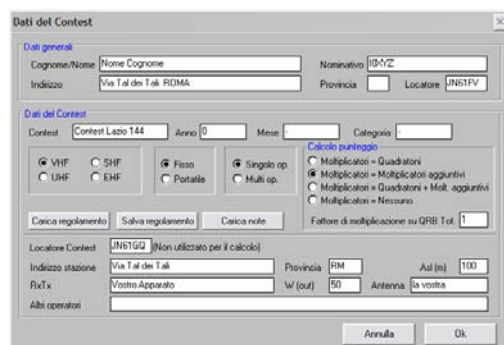 Dati del Contest
Dati generali
Cognome/Nome Nome Cognome Nominativo I0XYZ
Indirizzo Via Tal dei Tali ROMA Provincia Locatore JN61FV
Dati del Contest
Contest Contest Lazio 144 Anno 0 Mese - Categoria -
Calcolo punteggio
VHF SHF Fisso Singolo op. Moltiplicatori = Quadratoni
UHF EHF Portatile Multi op. Moltiplicatori = Moltiplicatori aggiuntivi
Moltiplicatori = Quadratoni + Molt. aggiuntivi
Moltiplicatori = Nessuno
Carica regolamento Salva regolamento Carica note Fattore di moltiplicazione su QRB Tot. 1
Locatore Contest JN61GQ (Non utilizzato per il calcolo)
Indirizzo stazione Via Tal dei Tali Provincia RM Asl (m) 100
RxTx Vostro Apparato W (out) 50 Antenna la vostra
Altri operatori
Annulla Ok